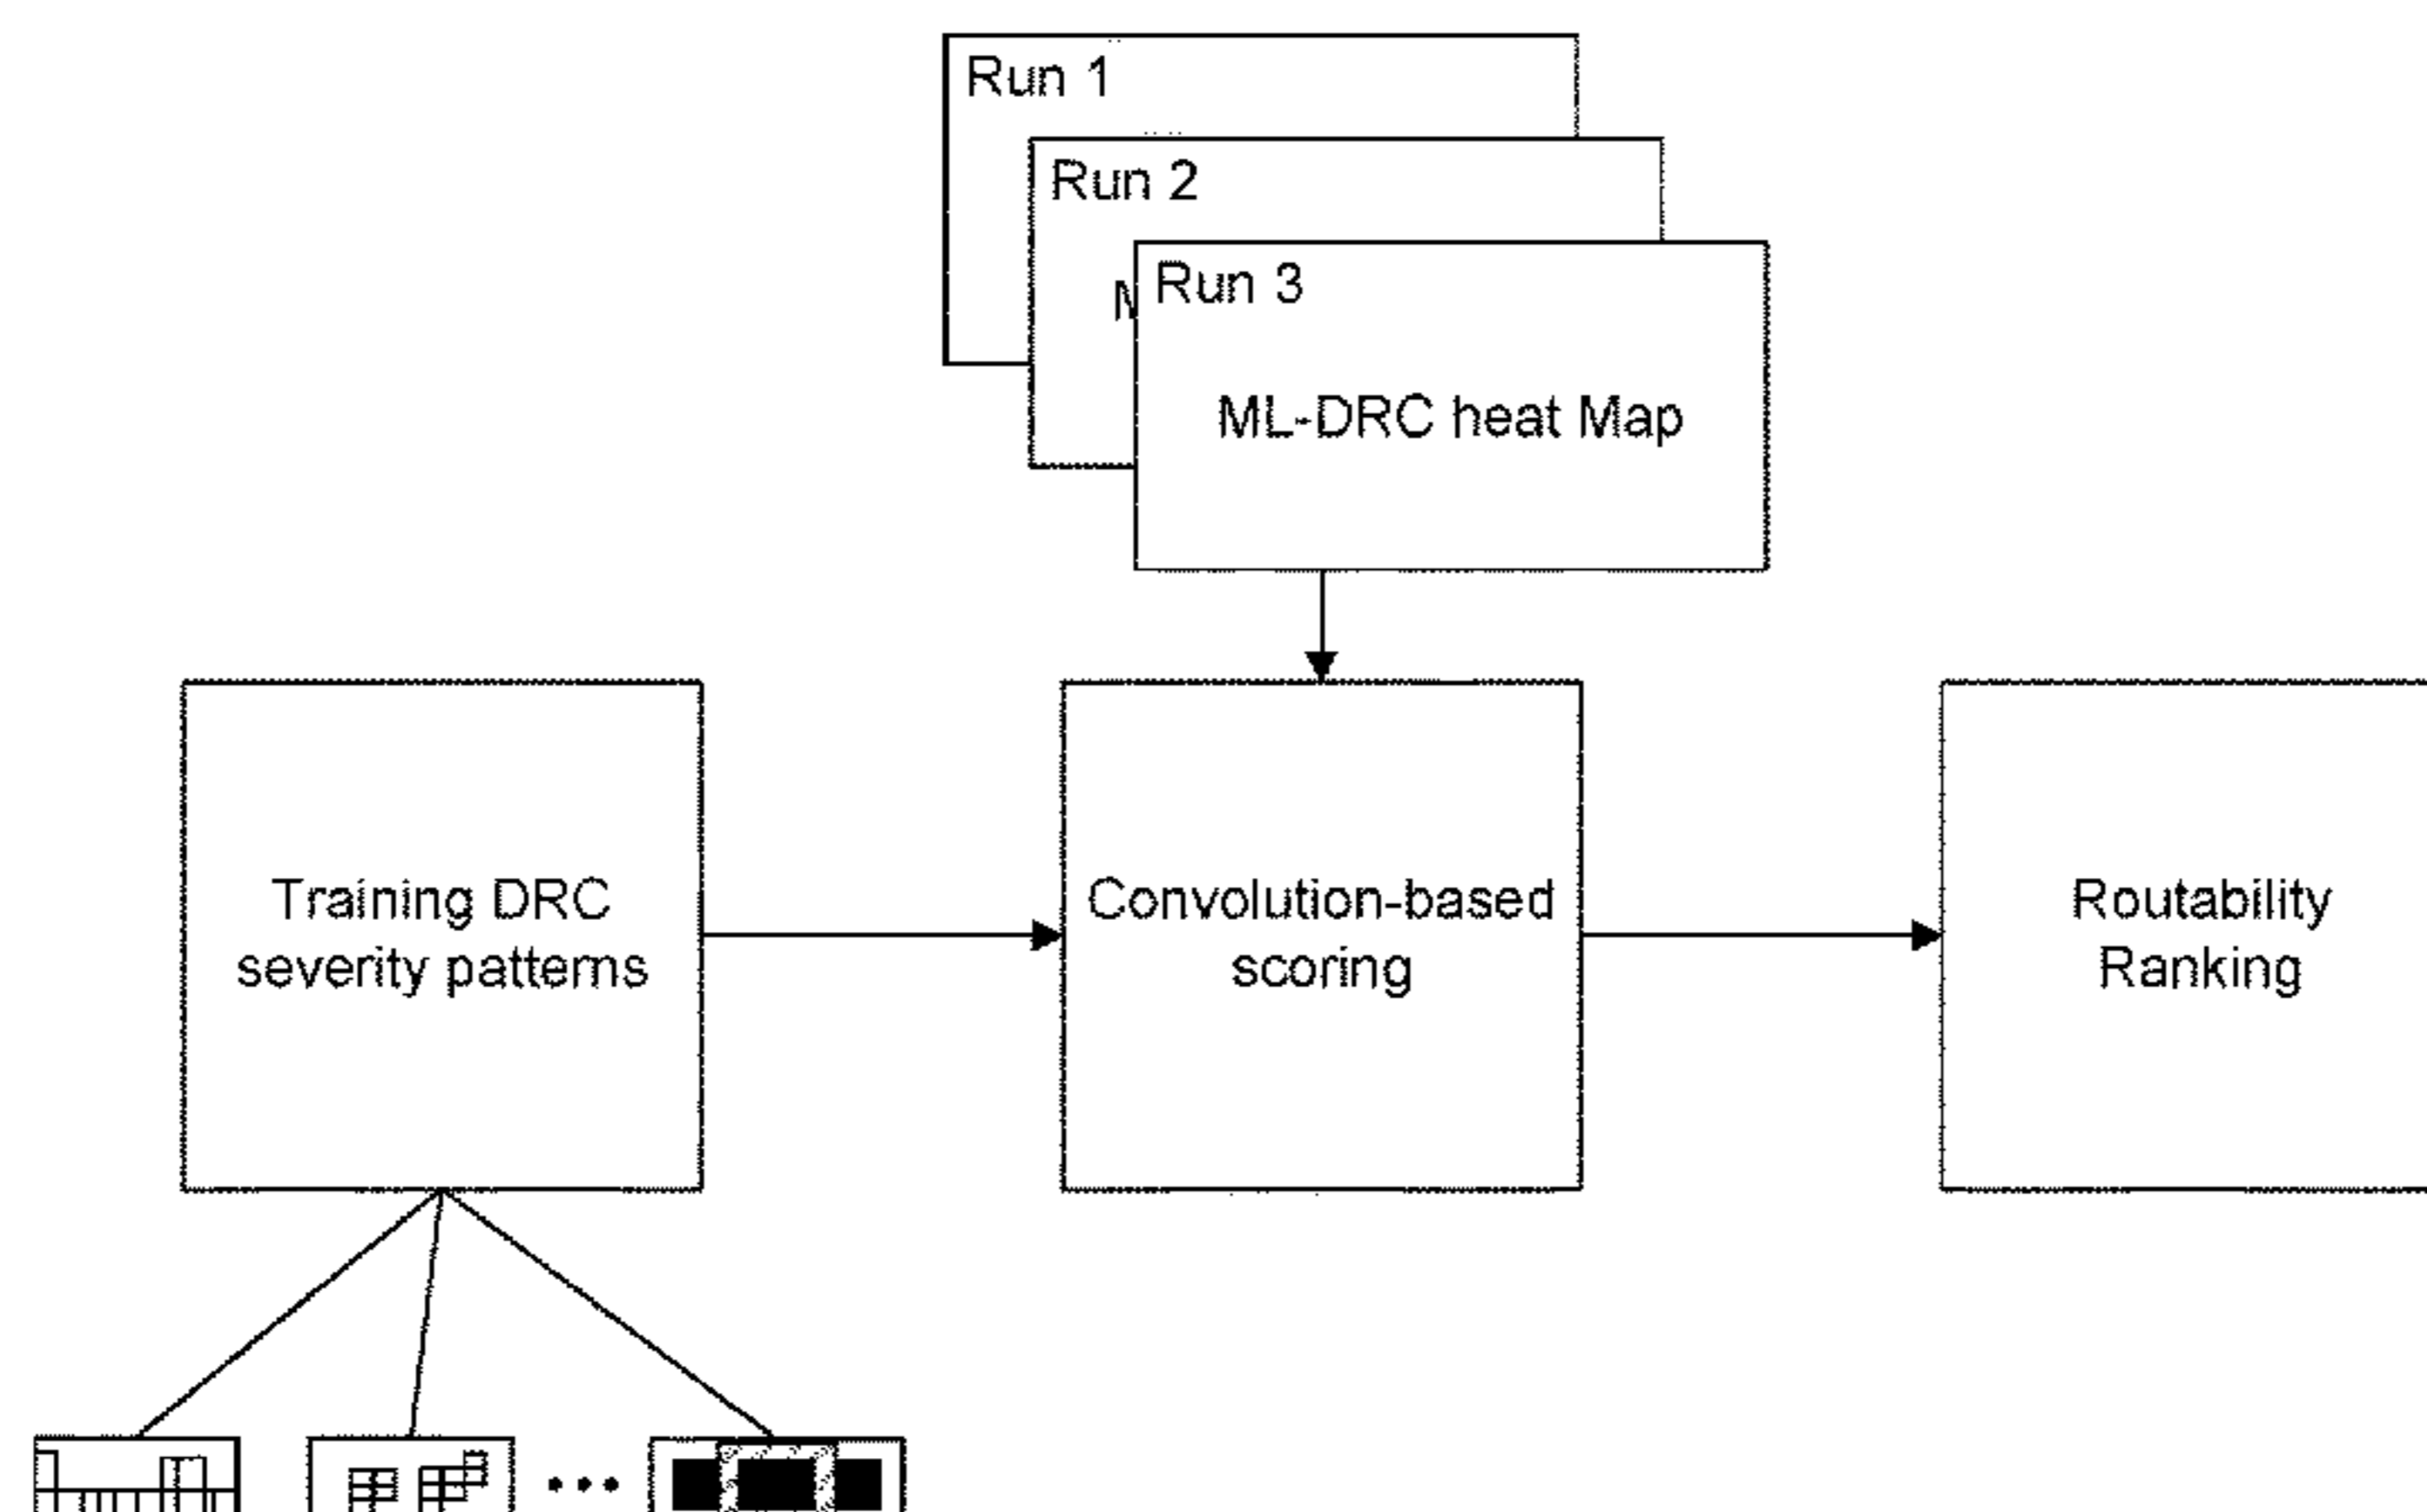 Run 1
Run 2
Run 3
ML-DRC heat Map
Training DRC
severity patterns
Convolution-based
scoring
Routability
Ranking